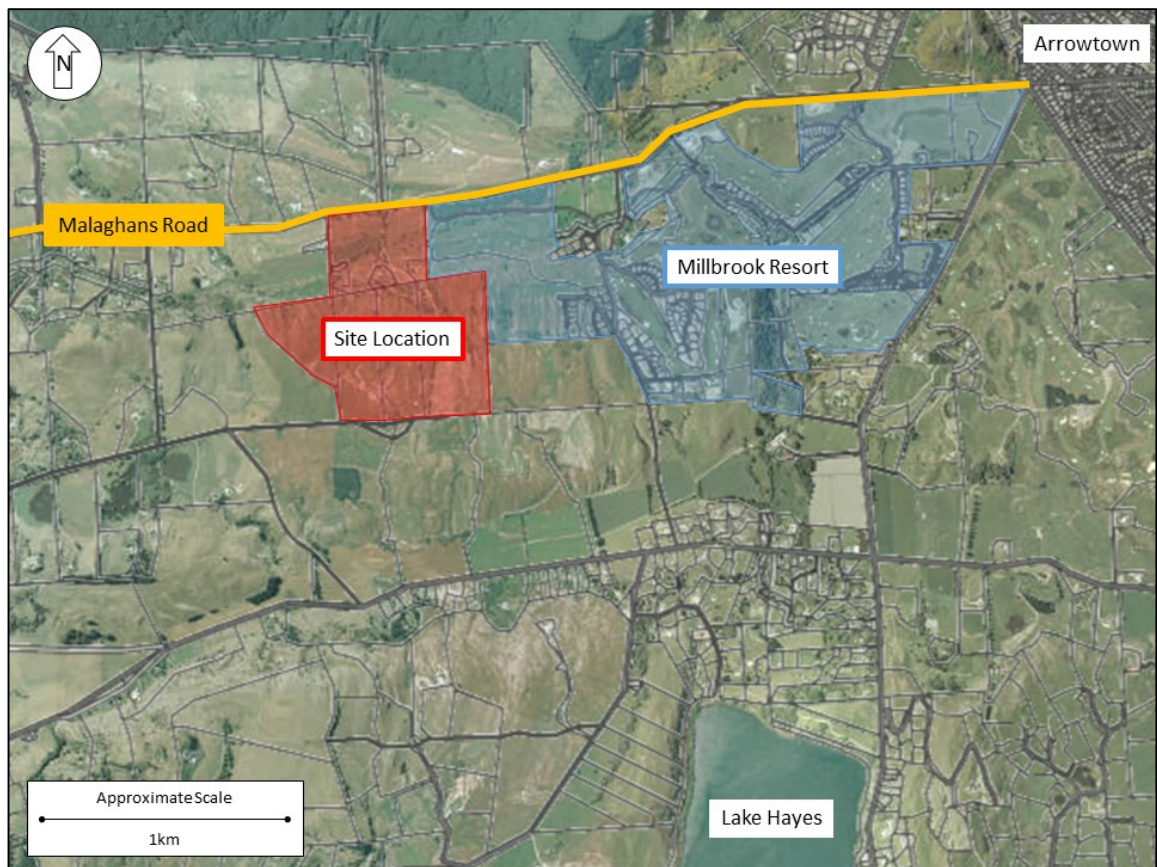 N
Arrowtown
Malaghans Road
Millbrook Resort
Site Location
Approximate Scale
1km
Lake Hayes